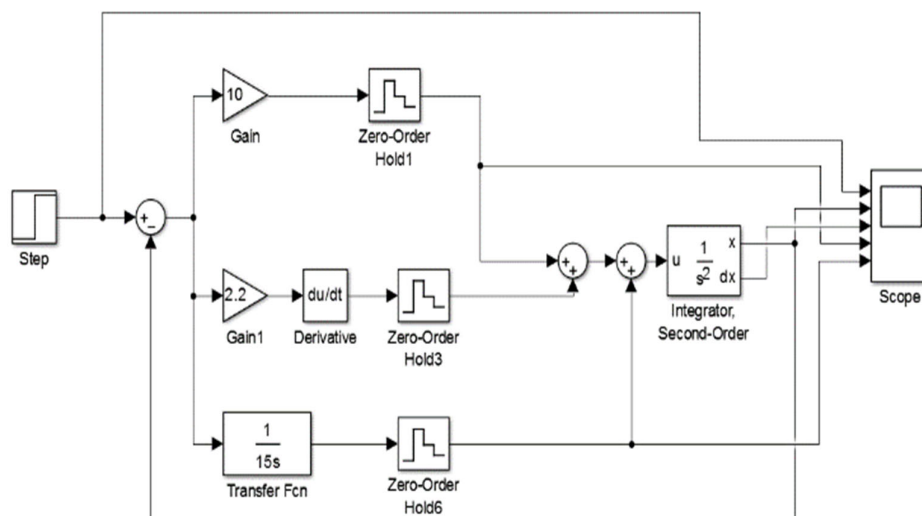 10
Gain
Zero-Order
Hold1
Step
+
−
2.2
Gain1
du/dt
Derivative
Zero-Order
Hold3
+
+
+
+
u
1
s²
x
dx
Integrator,
Second-Order
Scope
1
15s
Transfer Fcn
Zero-Order
Hold6